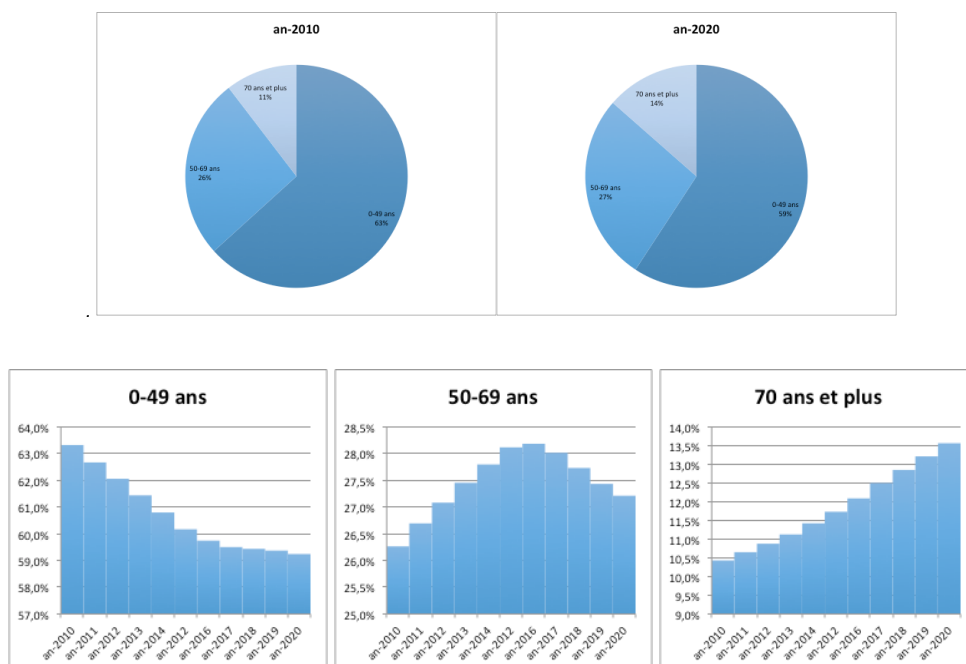 an-2010
70 ans et plus
11%
50-69 ans
26%
0-49 ans
63%
an-2020
70 ans et plus
14%
50-69 ans
27%
0-49 ans
59%
.
0-49 ans
64,0%
63,0%
62,0%
61,0%
60,0%
59,0%
58,0%
57,0%
an-2010
an-2011
an-2012
an-2013
an-2014
an-2012
an-2016
an-2017
an-2018
an-2019
an-2020
50-69 ans
28,5%
28,0%
27,5%
27,0%
26,5%
26,0%
25,5%
25,0%
an-2010
an-2011
an-2012
an-2013
an-2014
an-2012
an-2016
an-2017
an-2018
an-2019
an-2020
70 ans et plus
14,0%
13,5%
13,0%
12,5%
12,0%
11,5%
11,0%
10,5%
10,0%
9,5%
9,0%
an-2010
an-2011
an-2012
an-2013
an-2014
an-2012
an-2016
an-2017
an-2018
an-2019
an-2020